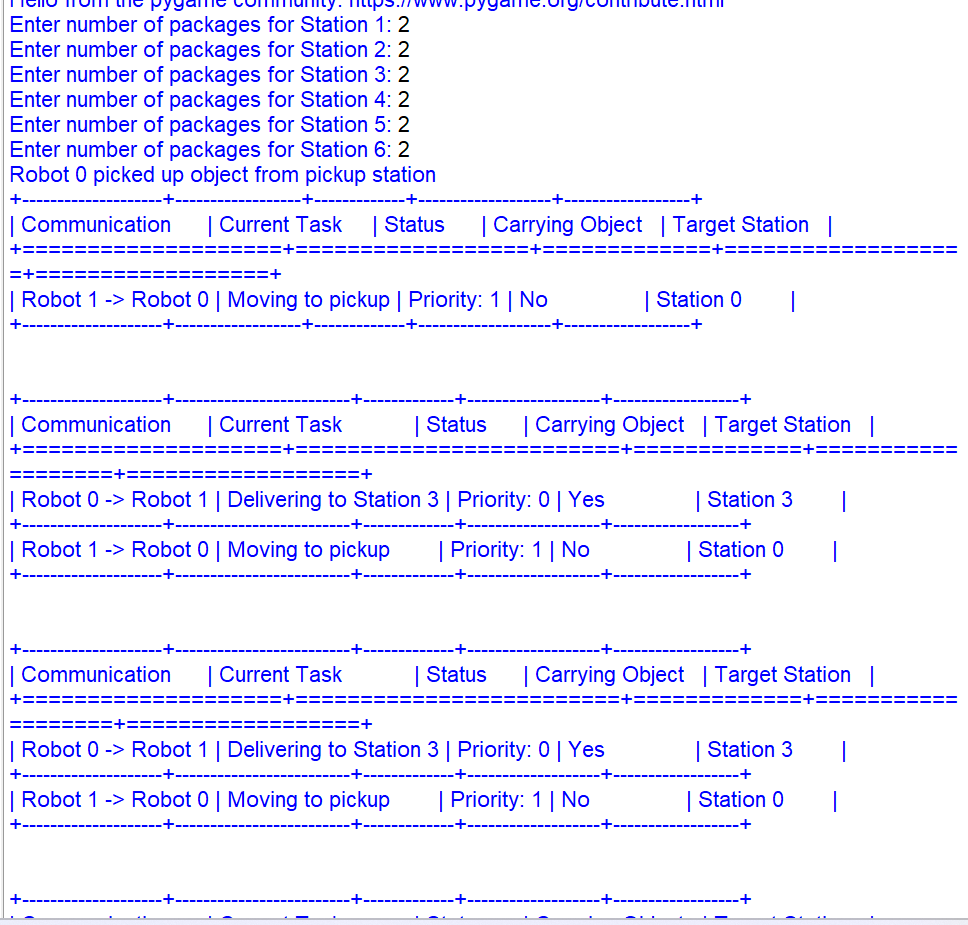 Hello from the pygame community. https://www.pygame.org/contribute.html
Enter number of packages for Station 1: 2
Enter number of packages for Station 2: 2
Enter number of packages for Station 3: 2
Enter number of packages for Station 4: 2
Enter number of packages for Station 5: 2
Enter number of packages for Station 6: 2
Robot 0 picked up object from pickup station
+---------------------+-------------------+-------------+--------------------+------------------+
| Communication | Current Task | Status | Carrying Object | Target Station |
+====================+==================+=============+==================
=+==================+
| Robot 1 -> Robot 0 | Moving to pickup | Priority: 1 | No | Station 0 |
+---------------------+-------------------+-------------+--------------------+------------------+
+---------------------+--------------------------+-------------+--------------------+------------------+
| Communication | Current Task | Status | Carrying Object | Target Station |
+====================+=========================+=============+===========
========+==================+
| Robot 0 -> Robot 1 | Delivering to Station 3 | Priority: 0 | Yes | Station 3 |
+---------------------+--------------------------+-------------+--------------------+------------------+
| Robot 1 -> Robot 0 | Moving to pickup | Priority: 1 | No | Station 0 |
+---------------------+--------------------------+-------------+--------------------+------------------+
+---------------------+--------------------------+-------------+--------------------+------------------+
| Communication | Current Task | Status | Carrying Object | Target Station |
+====================+=========================+=============+===========
========+==================+
| Robot 0 -> Robot 1 | Delivering to Station 3 | Priority: 0 | Yes | Station 3 |
+---------------------+--------------------------+-------------+--------------------+------------------+
| Robot 1 -> Robot 0 | Moving to pickup | Priority: 1 | No | Station 0 |
+---------------------+--------------------------+-------------+--------------------+------------------+
+---------------------+--------------------------+-------------+--------------------+------------------+